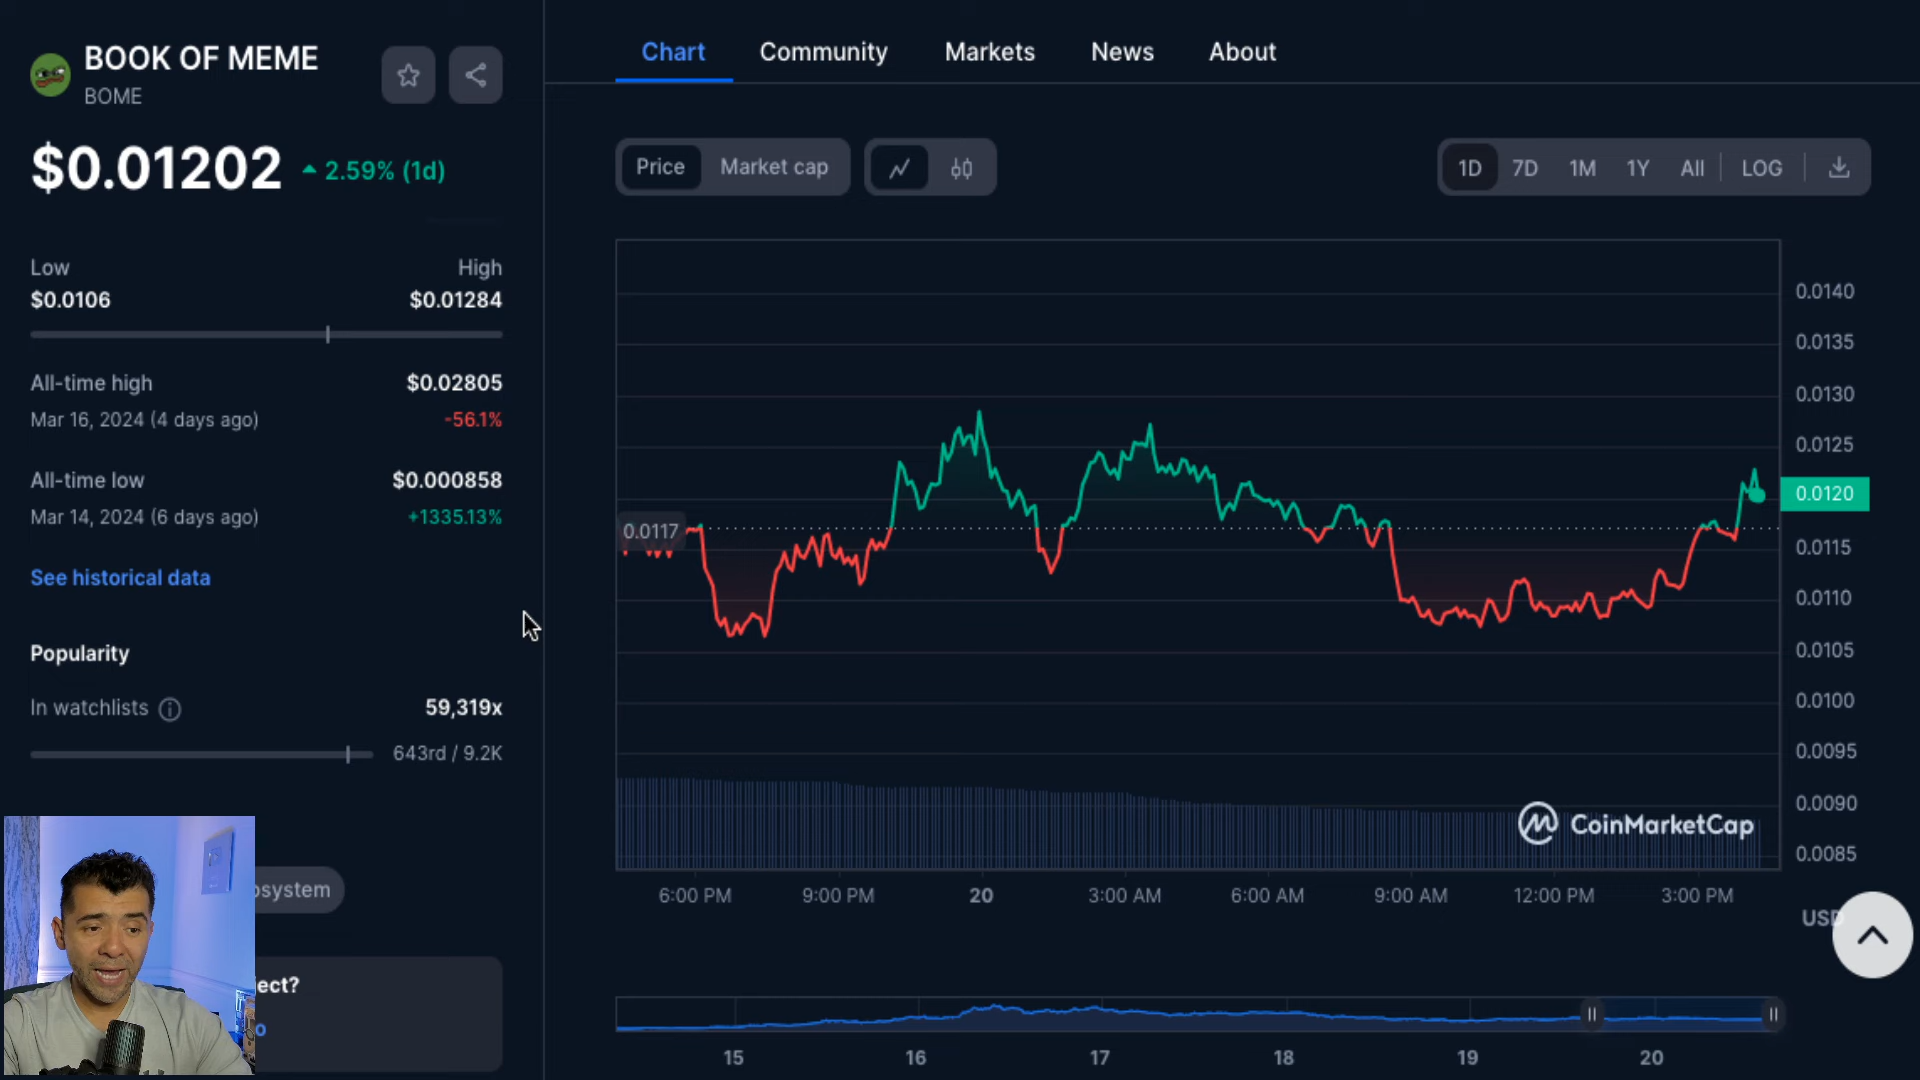 BOOK OF MEME
BOME
$0.01202
2.59% (1d)
Low
High
$0.0106
$0.01284
All-time high
$0.02805
Mar 16, 2024 (4 days ago)
-56.1%
All-time low
$0.000858
Mar 14, 2024 (6 days ago)
+1335.13%
See historical data
Popularity
In watchlists
59,319x
643rd / 9.2K
osystem
ject?
o
Chart Community Markets News About
Price Market cap
1D 7D 1M 1Y All LOG
0.0140
0.0135
0.0130
0.0125
0.0120
0.0117
0.0115
0.0110
0.0105
0.0100
0.0095
0.0090
0.0085
CoinMarketCap
6:00 PM 9:00 PM 20 3:00 AM 6:00 AM 9:00 AM 12:00 PM 3:00 PM
USD
15 16 17 18 19 20